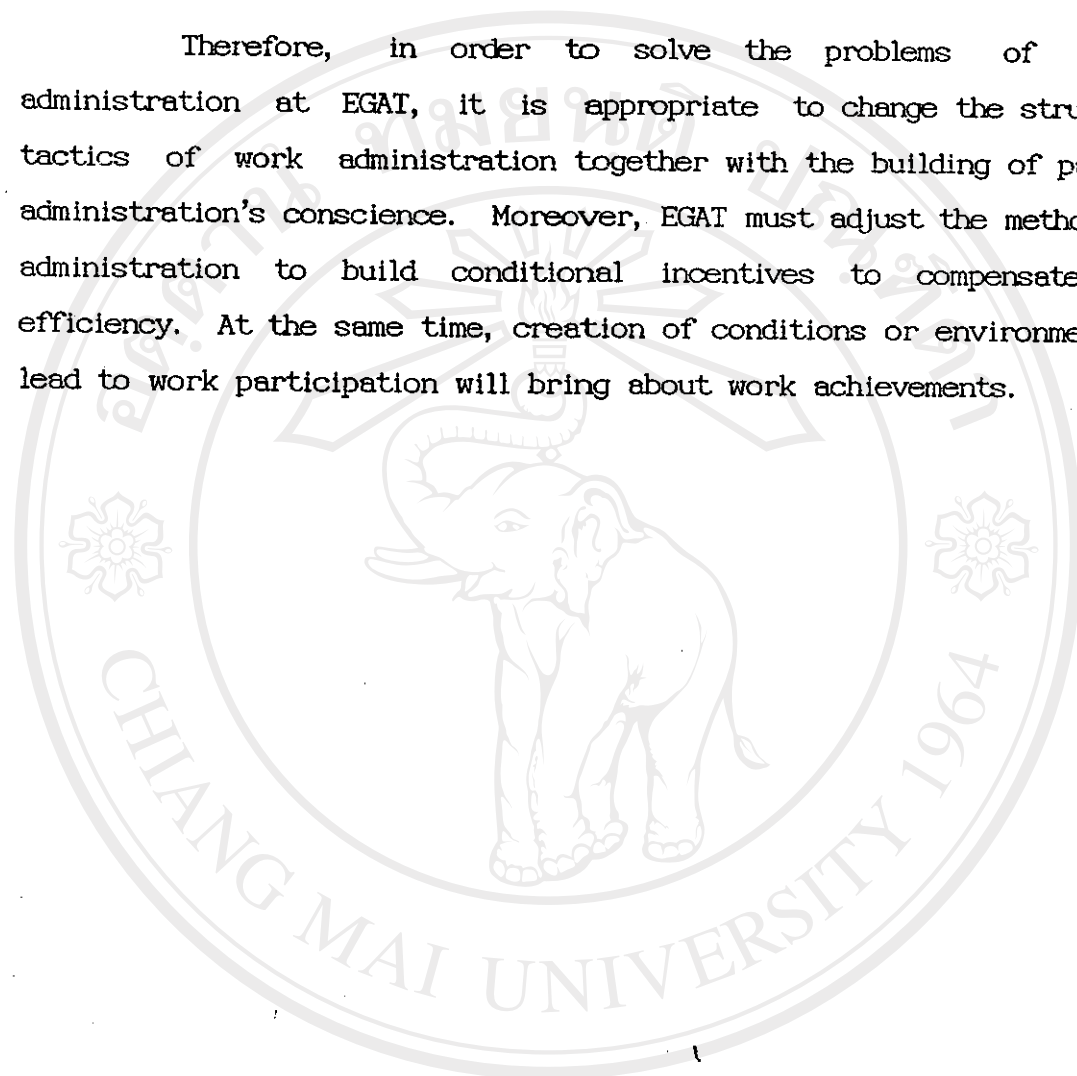 Therefore, in order to solve the problems of
administration at EGAT, it is appropriate to change the
tactics of work administration together with the building of
administration's conscience. Moreover, EGAT must adjust the
administration to build conditional incentives to compensate
efficiency. At the same time, creation of conditions or
lead to work participation will bring about work achievements.
CHIANG MAI UNIVERSITY 1964